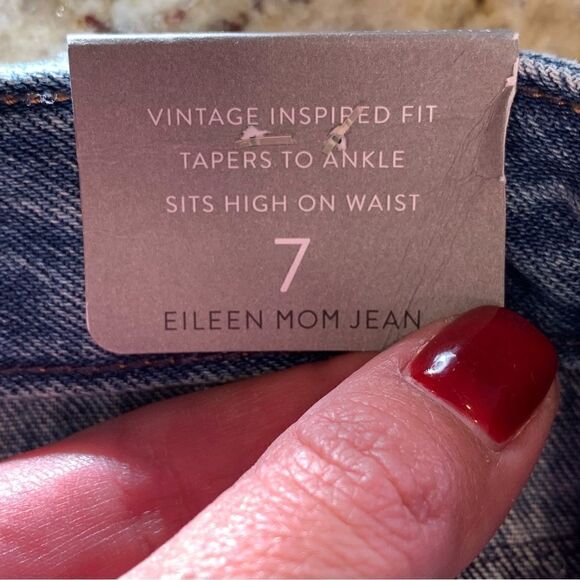 VINTAGE INSPIRED FIT
TAPERS TO ANKLE
SITS HIGH ON WAIST
7
EILEEN MOM JEAN